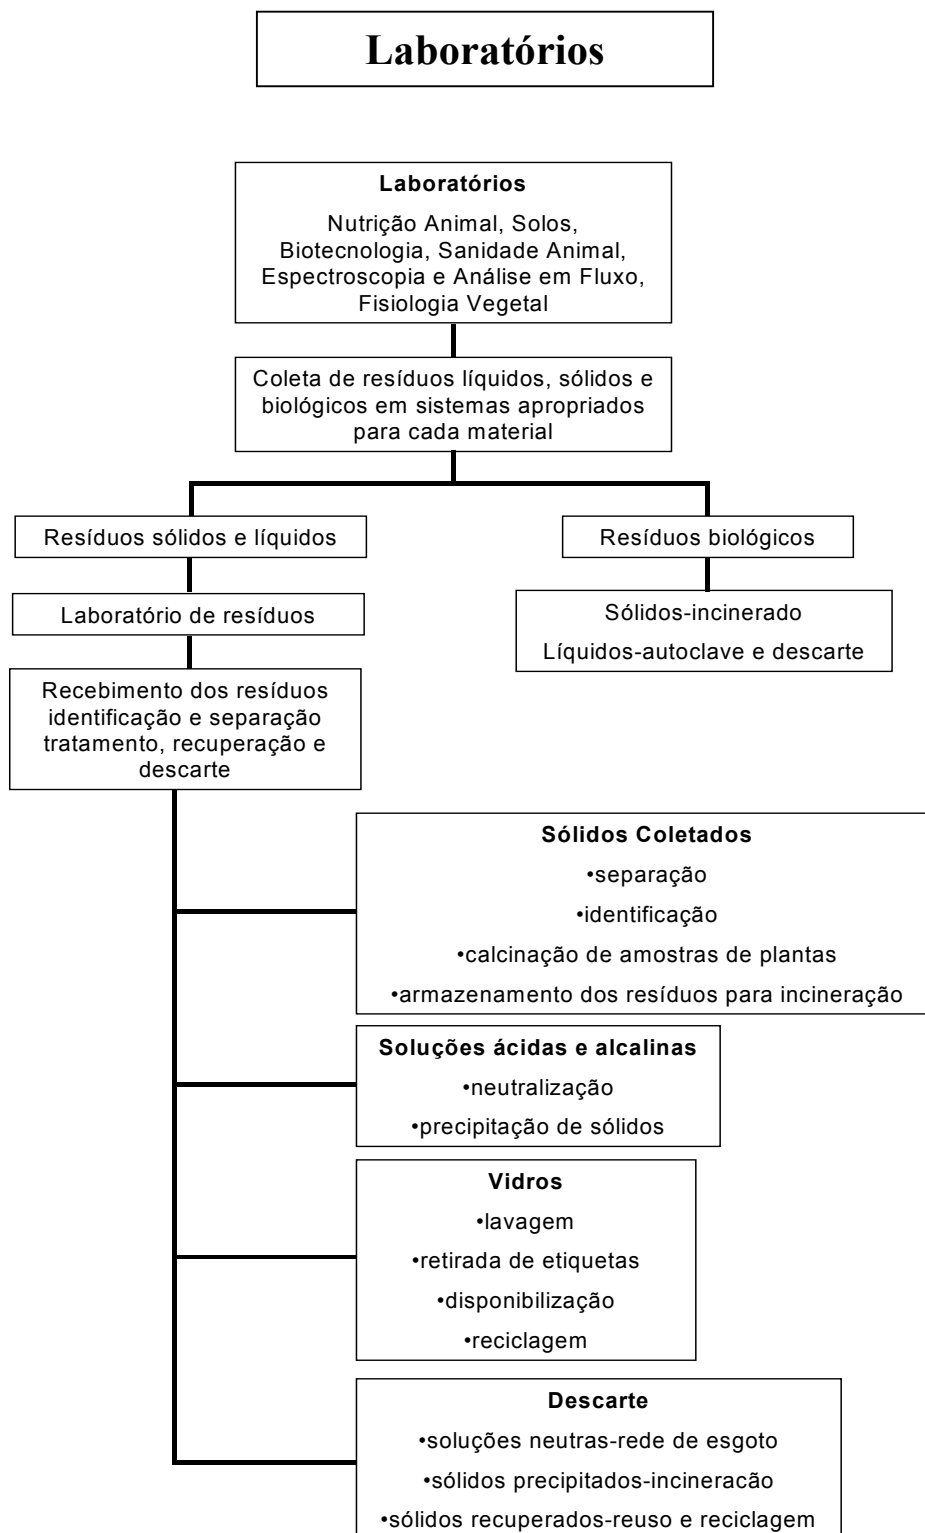 Laboratórios
Laboratórios
Nutrição Animal, Solos,
Biotecnologia, Sanidade Animal,
Espectroscopia e Análise em Fluxo,
Fisiologia Vegetal
Coleta de resíduos líquidos, sólidos e
biológicos em sistemas apropriados
para cada material
Resíduos sólidos e líquidos
Resíduos biológicos
Laboratório de resíduos
Sólidos-incinerado
Líquidos-autoclave e descarte
Recebimento dos resíduos
identificação e separação
tratamento, recuperação e
descarte
Sólidos Coletados
•separação
•identificação
•calcinação de amostras de plantas
•armazenamento dos resíduos para incineração
Soluções ácidas e alcalinas
•neutralização
•precipitação de sólidos
Vidros
•lavagem
•retirada de etiquetas
•disponibilização
•reciclagem
Descarte
•soluções neutras-rede de esgoto
•sólidos precipitados-incineracão
•sólidos recuperados-reuso e reciclagem